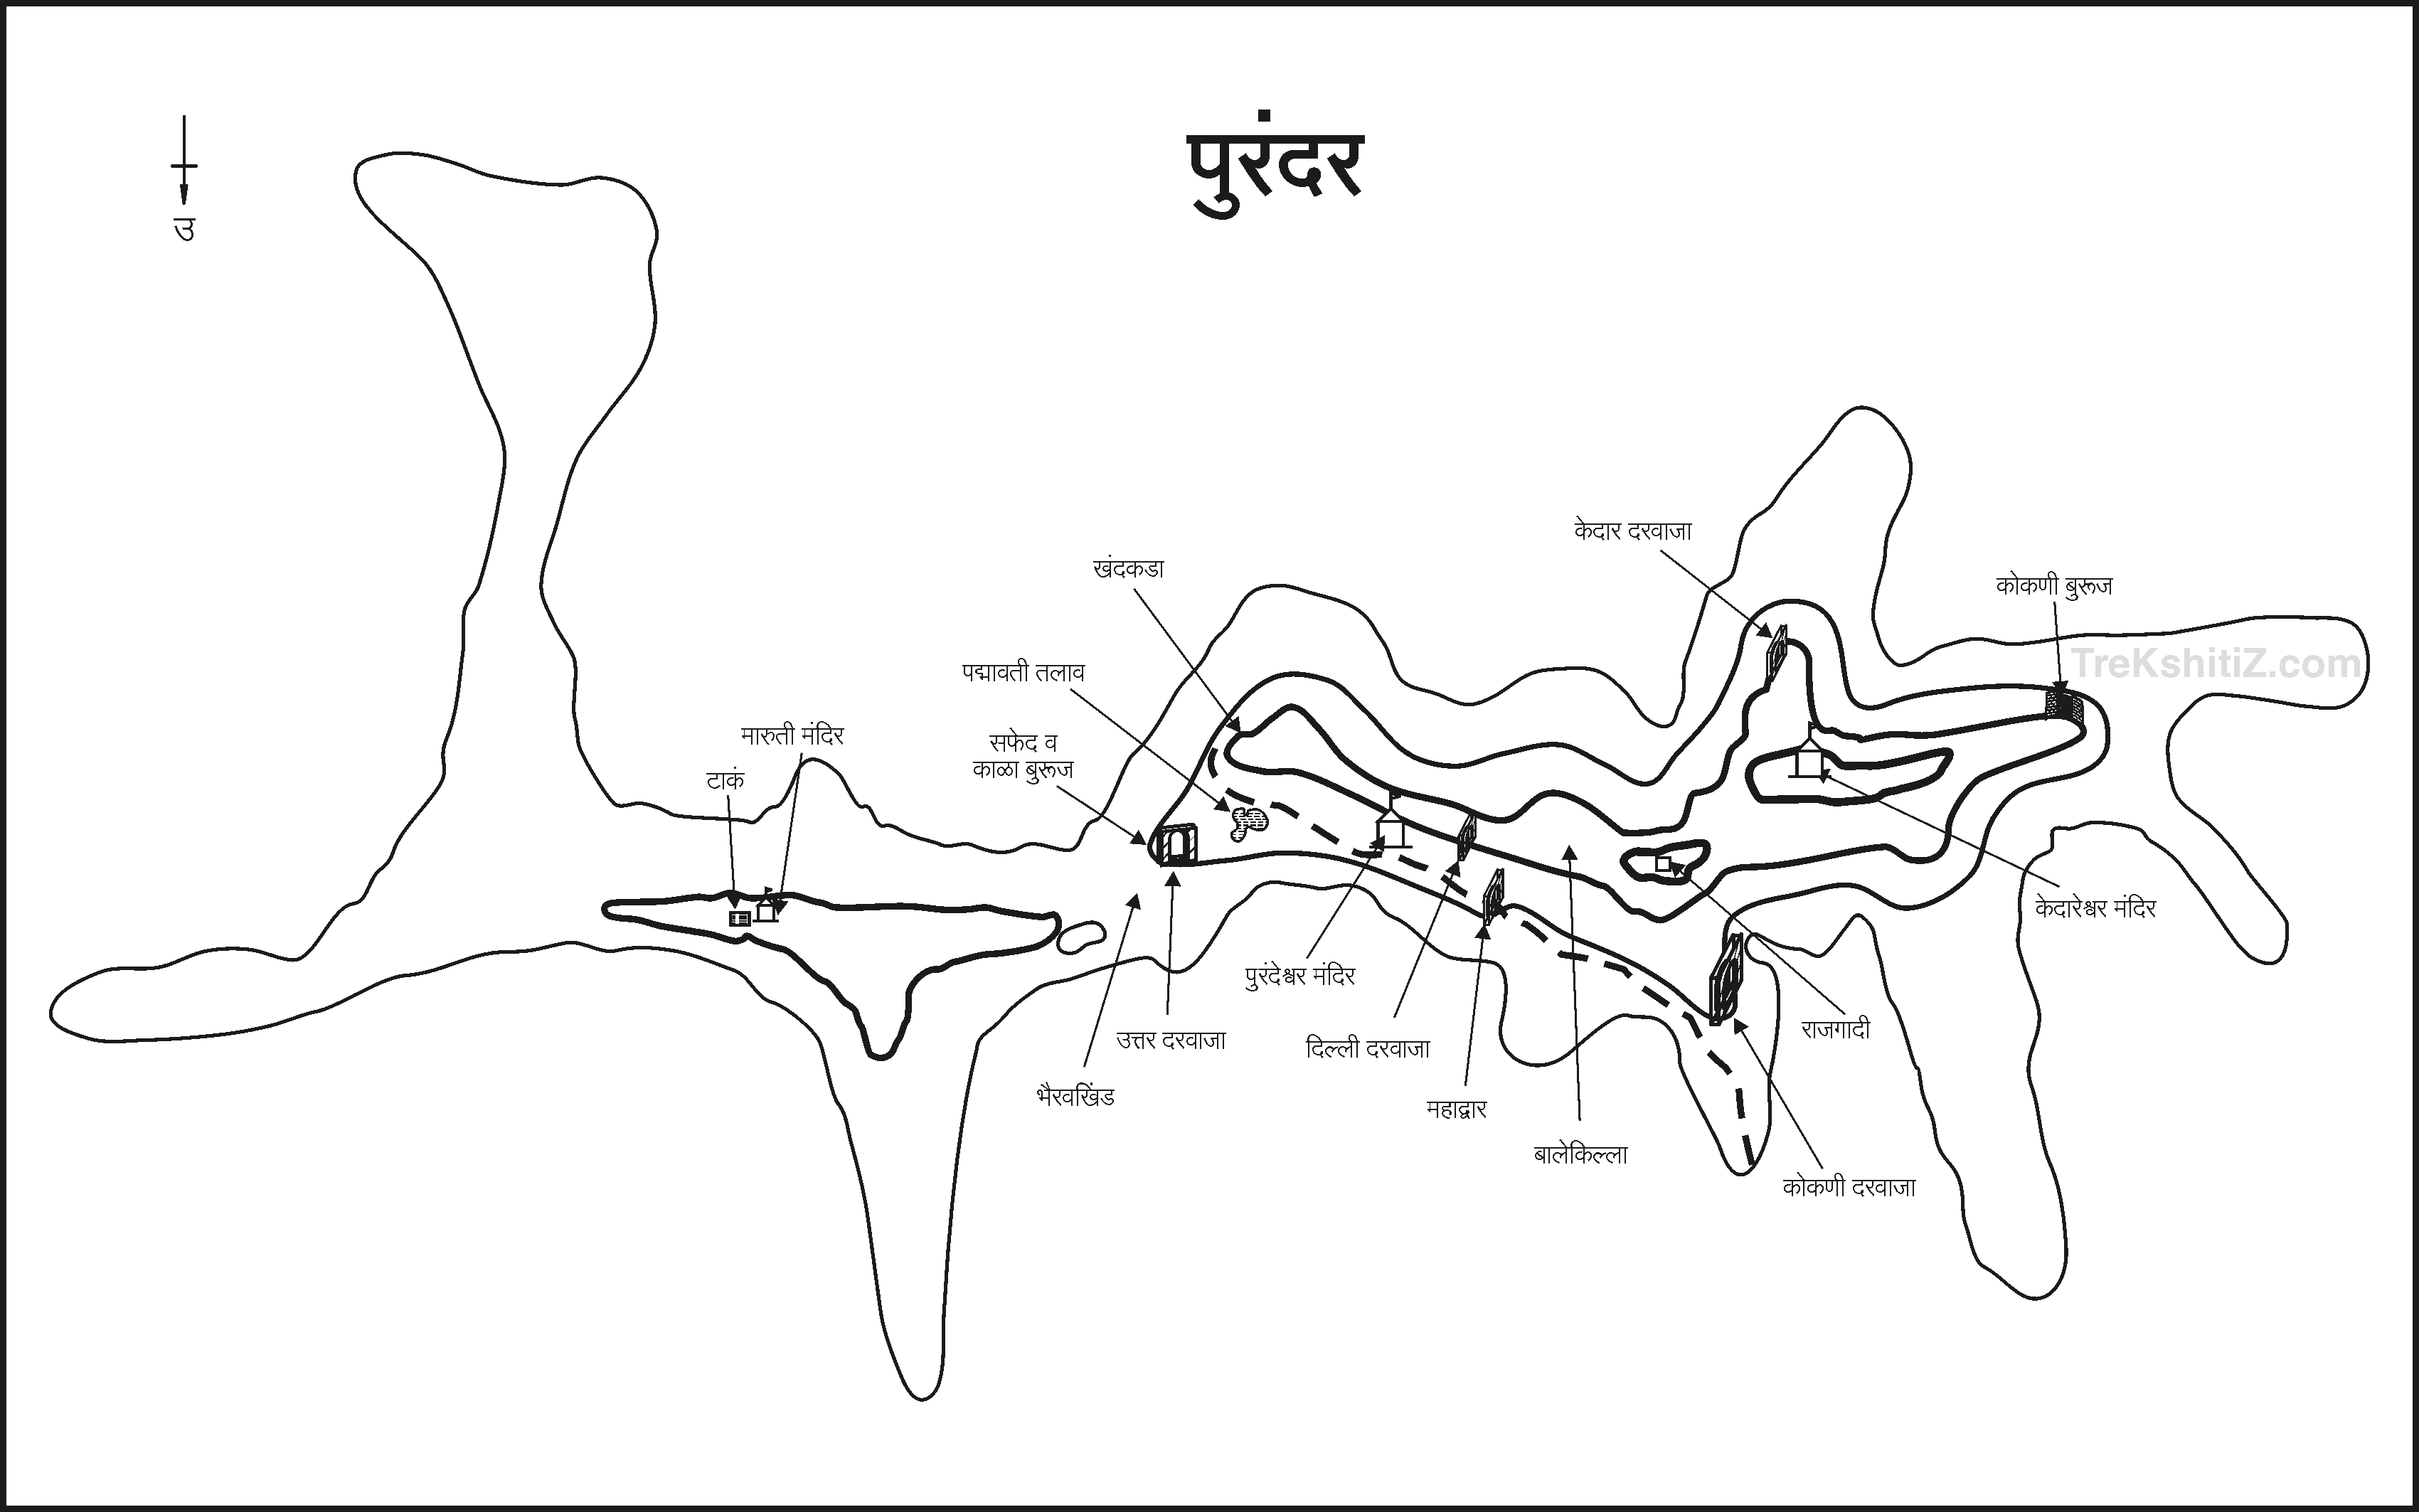 पुरंदर
उ
केदार दरवाजा
खंदकडा
कोकणी बुरूज
TreKshitiZ.com
पद्मावती तलाव
मारुती मंदिर
सफेद व
काळा बुरूज
टाकं
केदारेश्वर मंदिर
पुरंदेश्वर मंदिर
राजगादी
उत्तर दरवाजा
दिल्ली दरवाजा
भैरवखिंड
महाद्वार
बालेकिल्ला
कोकणी दरवाजा